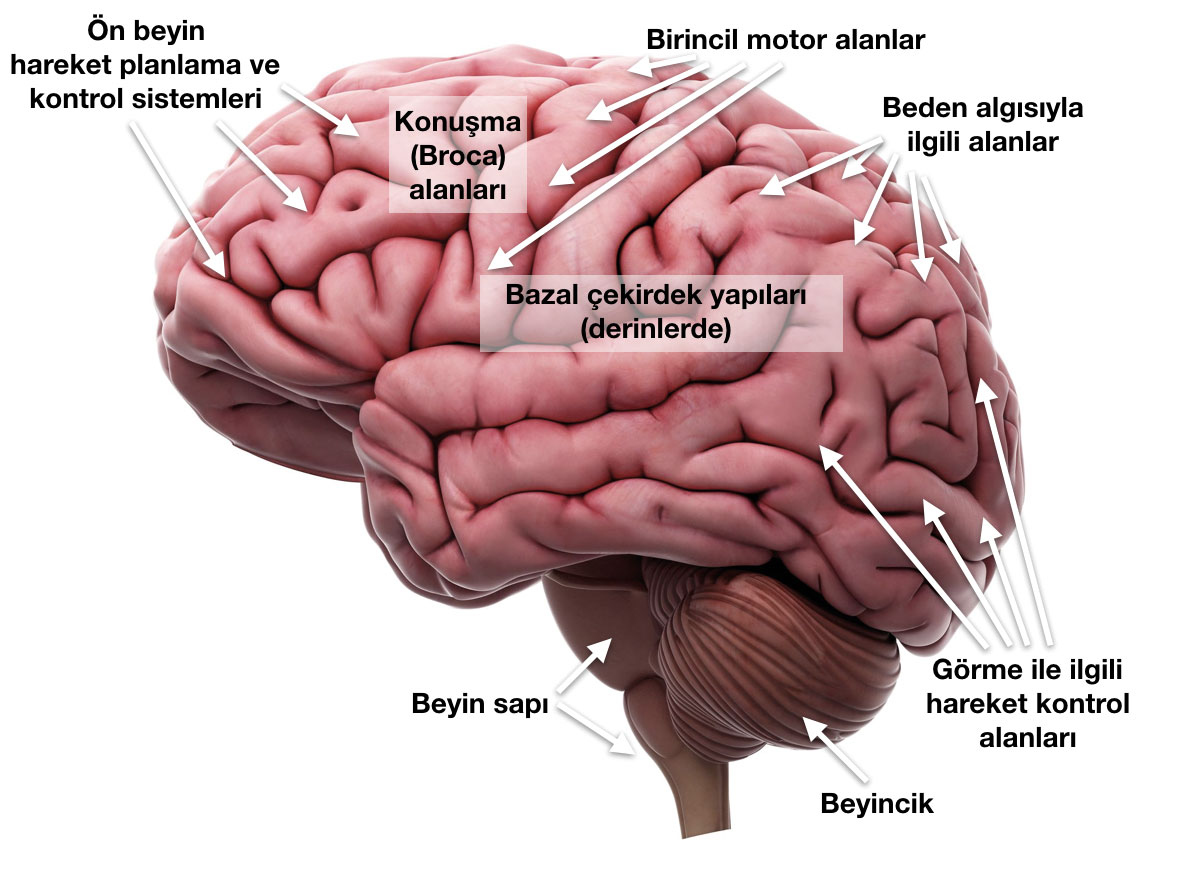 Ön beyin
hareket planlama ve
kontrol sistemleri
Birincil motor alanlar
Konuşma
(Broca)
alanları
Beden algısıyla
ilgili alanlar
Bazal çekirdek yapıları
(derinlerde)
Beyin sapı
Görme ile ilgili
hareket kontrol
alanları
Beyincik